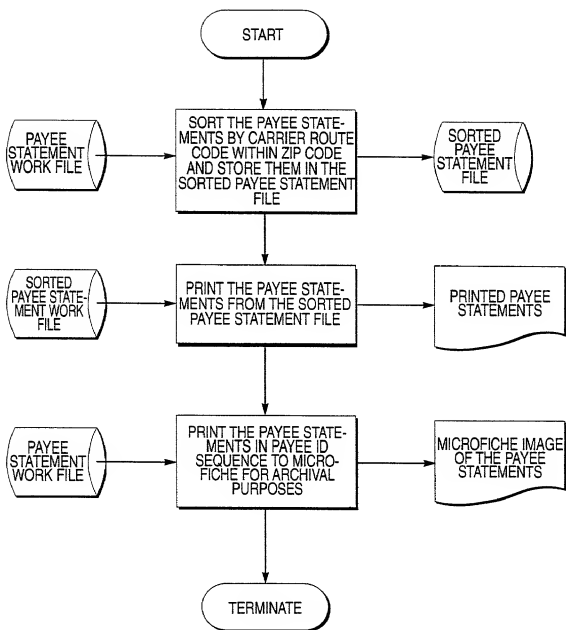 START
PAYEE
STATEMENT
WORK FILE
SORT THE PAYEE STATE-
MENTS BY CARRIER ROUTE
CODE WITHIN ZIP CODE
AND STORE THEM IN THE
SORTED PAYEE STATEMENT
FILE
SORTED
PAYEE
STATEMENT
FILE
SORTED
PAYEE STATE-
MENT WORK
FILE
PRINT THE PAYEE STATE-
MENTS FROM THE SORTED
PAYEE STATEMENT FILE
PRINTED PAYEE
STATEMENTS
PAYEE
STATEMENT
WORK FILE
PRINT THE PAYEE STATE-
MENTS IN PAYEE ID
SEQUENCE TO MICRO-
FICHE FOR ARCHIVAL
PURPOSES
MICROFICHE IMAGE
OF THE PAYEE
STATEMENTS
TERMINATE